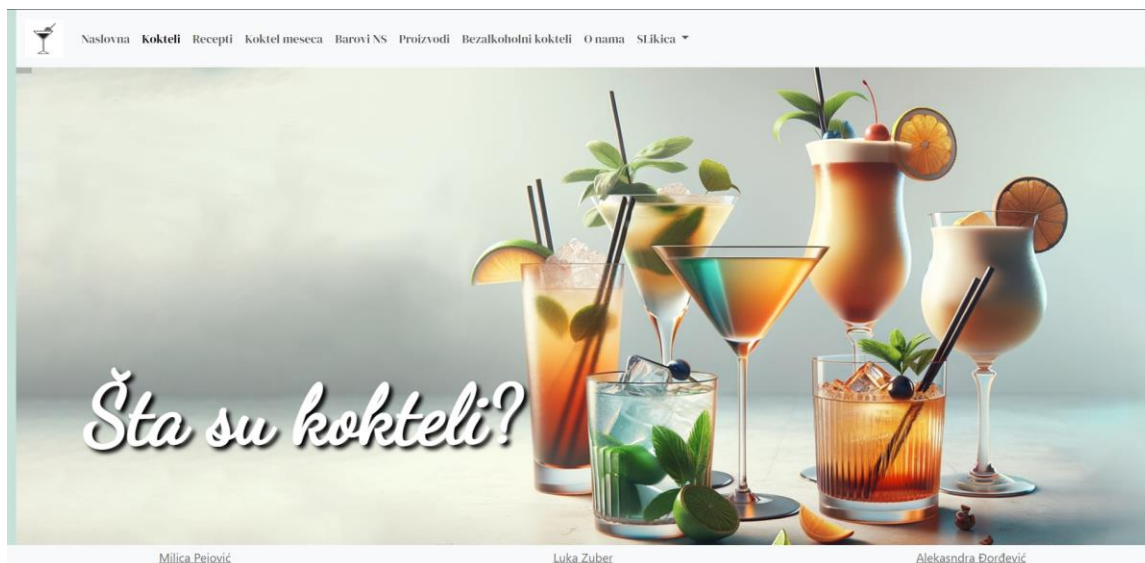 Naslovna Kokteli Recepti Koktel meseca Barovi NS Proizvodi Bezalkoholni kokteli O nama SLikica
Šta su kokteli?
Milica Pejović Luka Zuber Alekasndra Đorđević